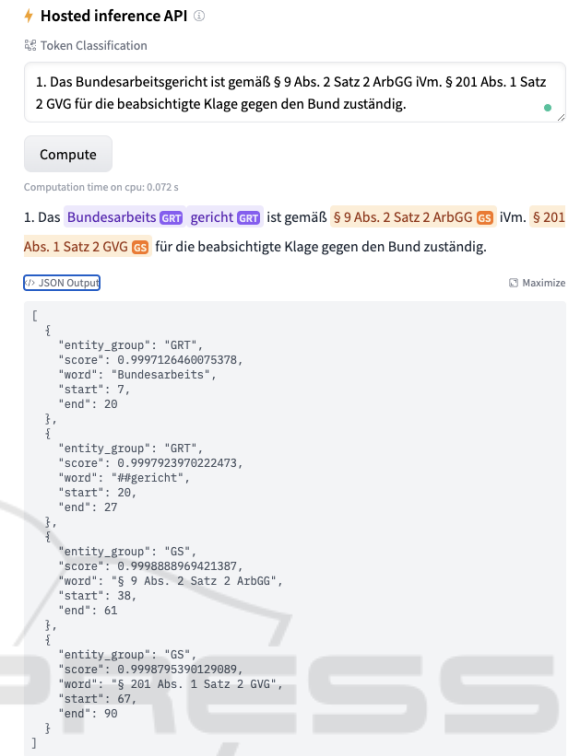 ⚡ Hosted inference API ⓘ
Token Classification
1. Das Bundesarbeitsgericht ist gemäß § 9 Abs. 2 Satz 2 ArbGG iVm. § 201 Abs. 1 Satz
2 GVG für die beabsichtigte Klage gegen den Bund zuständig.
Compute
Computation time on cpu: 0.072 s
1. Das Bundesarbeits GRT gericht GRT ist gemäß § 9 Abs. 2 Satz 2 ArbGG GS iVm. § 201
Abs. 1 Satz 2 GVG GS für die beabsichtigte Klage gegen den Bund zuständig.
</> JSON Output
Maximize
[
  {
    "entity_group": "GRT",
    "score": 0.9997126460075378,
    "word": "Bundesarbeits",
    "start": 7,
    "end": 20
  },
  {
    "entity_group": "GRT",
    "score": 0.9997923970222473,
    "word": "##gericht",
    "start": 20,
    "end": 27
  },
  {
    "entity_group": "GS",
    "score": 0.9998888969421387,
    "word": "§ 9 Abs. 2 Satz 2 ArbGG",
    "start": 38,
    "end": 61
  },
  {
    "entity_group": "GS",
    "score": 0.9998795390129089,
    "word": "§ 201 Abs. 1 Satz 2 GVG",
    "start": 67,
    "end": 90
  }
]